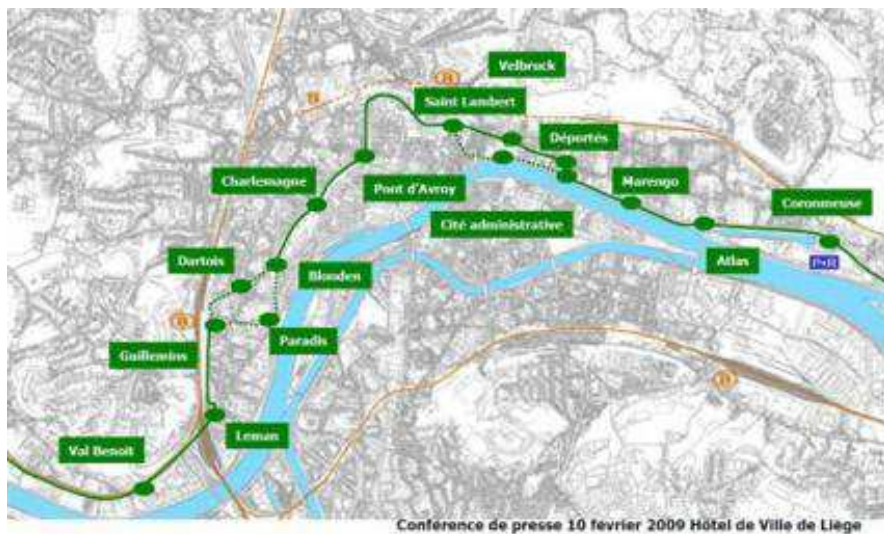 Velbruck
Saint Lambert
Déportés
Charlemagne
Pont d'Avroy
Marengo
Coronmeuse
Cité administrative
Dartois
Blonden
Atlas
P+R
Guillemins
Paradis
Val Benoit
Leman
Conférence de presse 10 février 2009 Hôtel de Ville de Liège